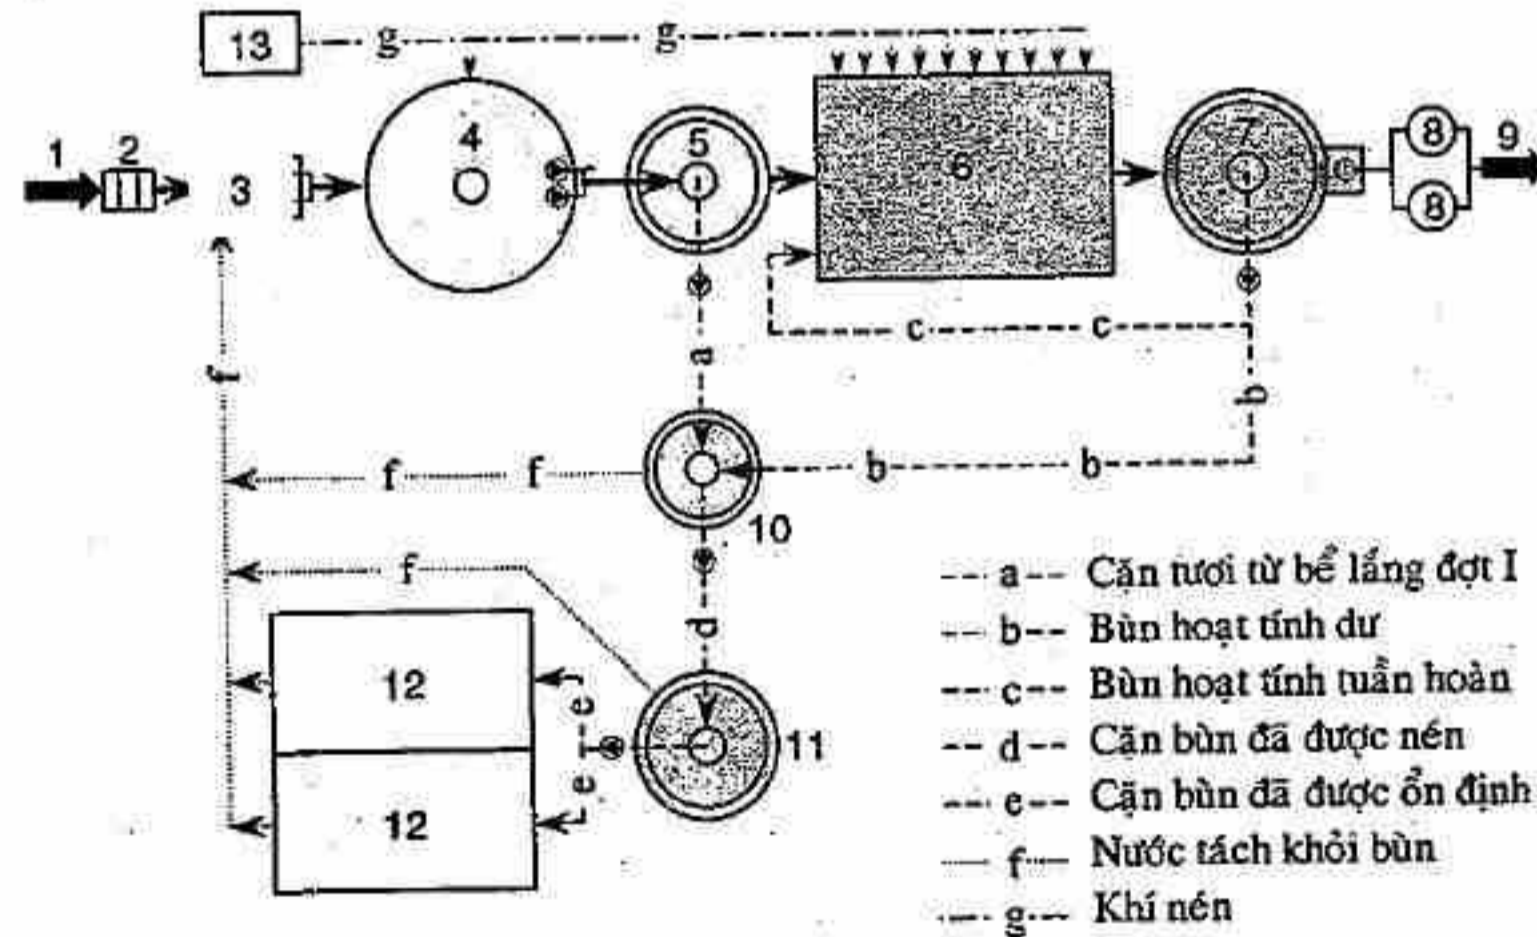 13 g g
1 2 3 4 5 6 7 8 9
8
c c
a
b
f
f f b b
10
f
d
12 e 11
12 e
a Cặn tươi từ bể lắng đợt I
b Bùn hoạt tính dư
c Bùn hoạt tính tuần hoàn
d Cặn bùn đã được nén
e Cặn bùn đã được ổn định
f Nước tách khỏi bùn
g Khí nén